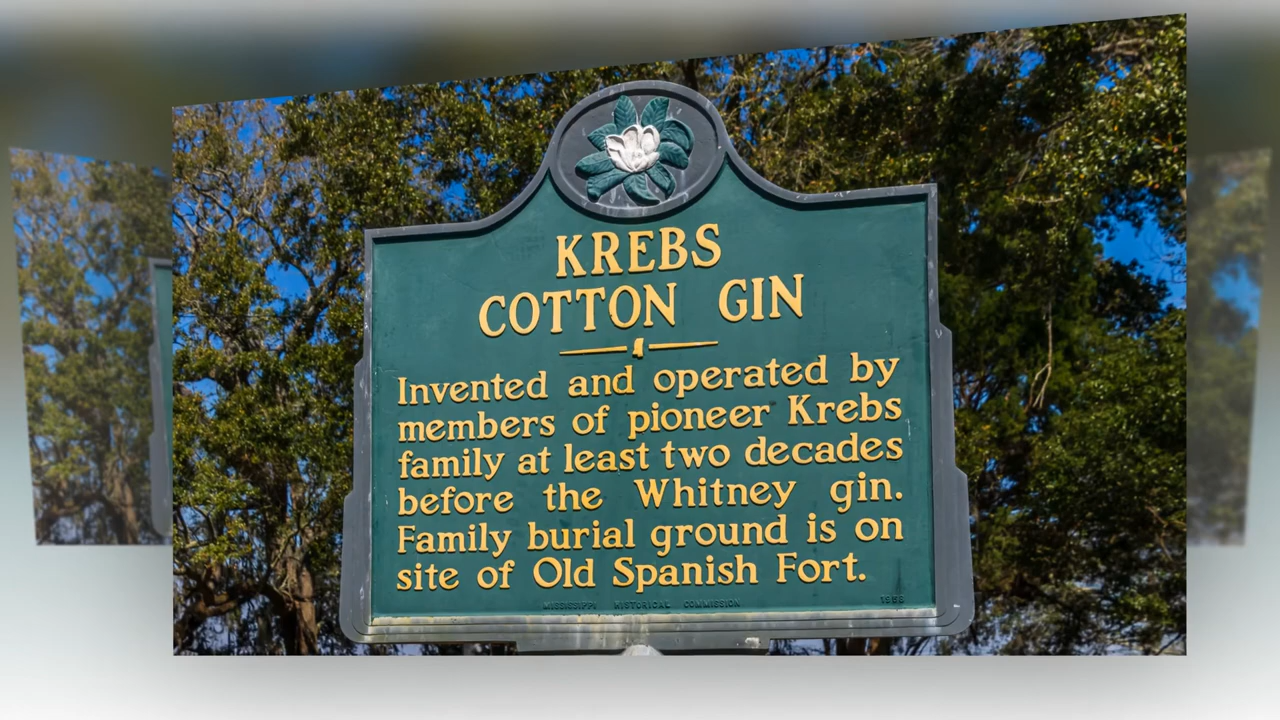 KREBS
COTTON GIN
Invented and operated by
members of pioneer Krebs
family at least two decades
before the Whitney gin.
Family burial ground is on
site of Old Spanish Fort.
MISSISSIPPI HISTORICAL COMMISSION